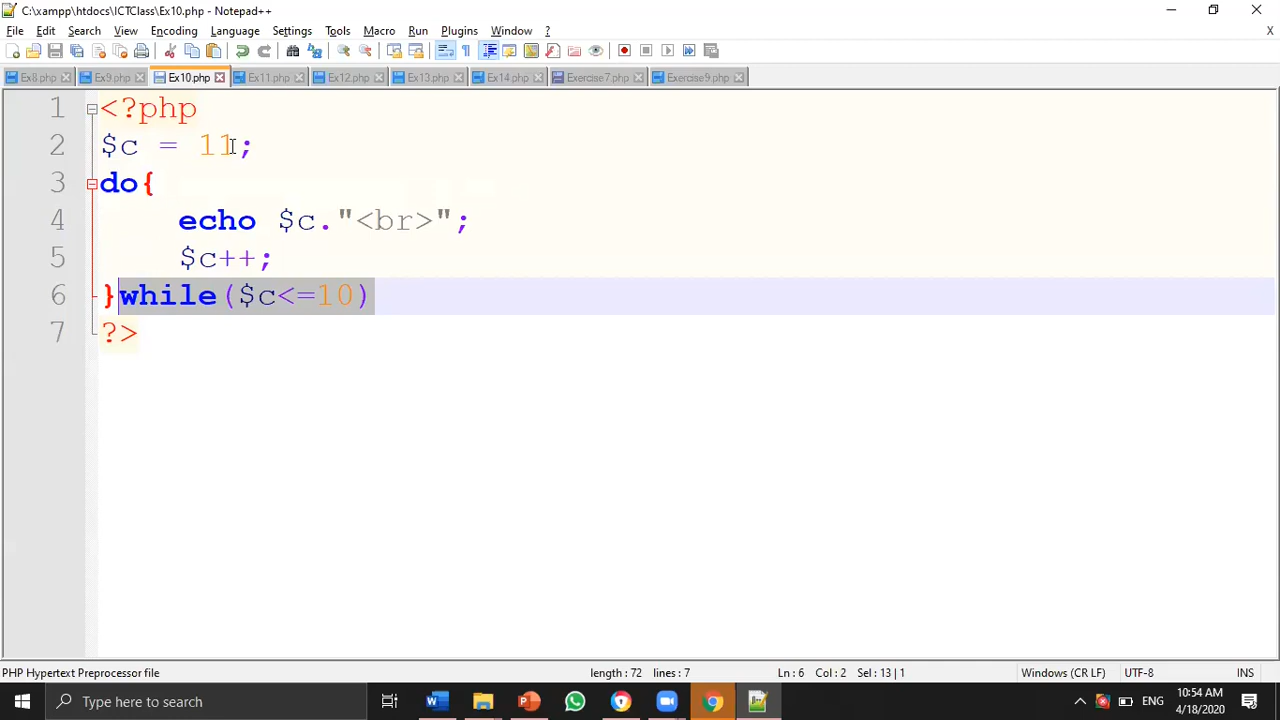 C:\xampp\htdocs\ICTClass\Ex10.php - Notepad++
File Edit Search View Encoding Language Settings Tools Macro Run Plugins Window ? X
Ex8.php Ex9.php Ex10.php Ex11.php Ex12.php Ex13.php Ex14.php Exercise7.php Exercise9.php
1 <?php
2 $c = 11;
3 do{
4 echo $c."<br>";
5 $c++;
6 }while($c<=10)
7 ?>
PHP Hypertext Preprocessor file length : 72 lines : 7 Ln : 6 Col : 2 Sel : 13 | 1 Windows (CR LF) UTF-8 INS
Type here to search ENG 10:54 AM
4/18/2020